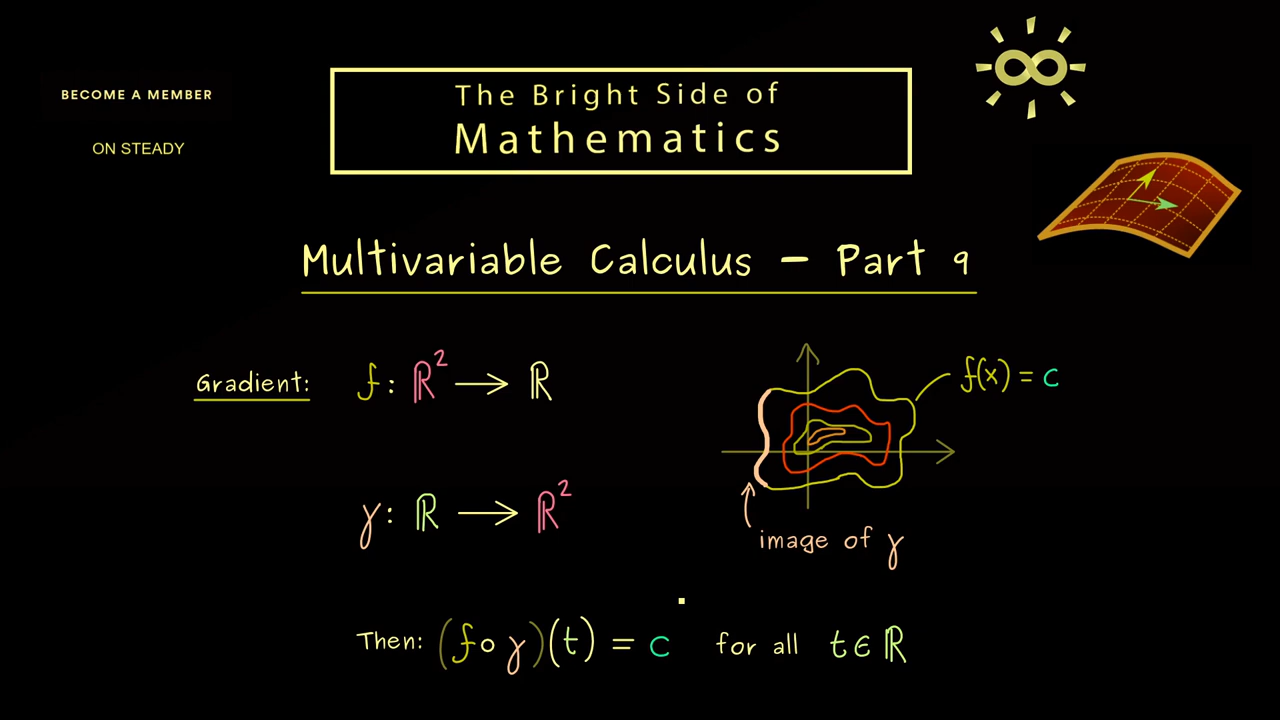 BECOME A MEMBER
ON STEADY
The Bright Side of
Mathematics
Multivariable Calculus – Part 9
Gradient: f: ℝ² ⟶ ℝ
f(x) = c
γ: ℝ ⟶ ℝ²
image of γ
Then: (f∘γ)(t) = c for all t∈ℝ